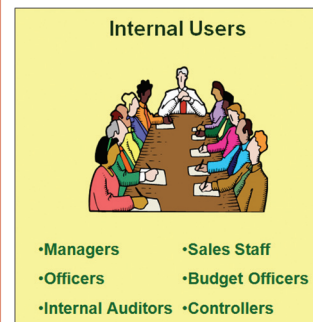 Internal Users
•Managers
•Officers
•Internal Auditors
•Sales Staff
•Budget Officers
•Controllers